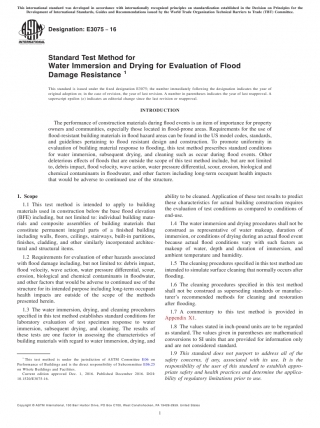 This international standard was developed in accordance with internationally recognized principles on standardization established in the Decision on Principles for the
Development of International Standards, Guides and Recommendations issued by the World Trade Organization Technical Barriers to Trade (TBT) Committee.
Designation: E3075 − 16
INTERNATIONAL
Standard Test Method for
Water Immersion and Drying for Evaluation of Flood
Damage Resistance 1
This standard is issued under the fixed designation E3075; the number immediately following the designation indicates the year of
original adoption or, in the case of revision, the year of last revision. A number in parentheses indicates the year of last reapproval. A
superscript epsilon (ε) indicates an editorial change since the last revision or reapproval.
INTRODUCTION
The performance of construction materials during flood events is an item of importance for property
owners and communities, especially those located in flood-prone areas. Requirements for the use of
flood-resistant building materials in flood hazard areas can be found in the US model codes, standards,
and guidelines pertaining to flood resistant design and construction. To promote uniformity in
evaluation of building material response to flooding, this test method prescribes standard conditions
for water immersion, subsequent drying, and cleaning such as occur during flood events. Other
deleterious effects of floods that are outside the scope of this test method include, but are not limited
to, debris impact, flood velocity, wave action, water pressure differential, scour, erosion, biological and
chemical contaminants in floodwater, and other factors including long-term occupant health impacts
that would be adverse to continued use of the structure.
1. Scope
1.1 This test method is intended to apply to building
materials used in construction below the base flood elevation
(BFE) including, but not limited to: individual building mate-
rials and composite assemblies of building materials that
constitute permanent integral parts of a finished building
including walls, floors, ceilings, stairways, built-in partitions,
finishes, cladding, and other similarly incorporated architec-
tural and structural items.
1.2 Requirements for evaluation of other hazards associated
with flood damage including, but not limited to, debris impact,
flood velocity, wave action, water pressure differential, scour,
erosion, biological and chemical contaminants in floodwater,
and other factors that would be adverse to continued use of the
structure for its intended purpose including long-term occupant
health impacts are outside of the scope of the methods
presented herein.
1.3 The water immersion, drying, and cleaning procedures
specified in this test method establishes standard conditions for
laboratory evaluation of test specimen response to water
immersion, subsequent drying, and cleaning. The results of
these tests are one factor in assessing the characteristics of
building materials with regard to water immersion, drying, and
1 This test method is under the jurisdiction of ASTM Committee E06 on
Performance of Buildings and is the direct responsibility of Subcommittee E06.21
Current edition approved Nov. 1, 2016. Published December 2016. DOI:
10.1520/E3075-16.
ability to be cleaned. Application of these test results to predict
these characteristics for actual building construction requires
the evaluation of test conditions as compared to conditions of
end-use.
1.4 The water immersion and drying procedures shall not be
construed as representative of water makeup, duration of
immersion, or conditions of drying during an actual flood event
because actual flood conditions vary with such factors as
makeup of water, depth and duration of immersion, and
ambient temperature and humidity.
1.5 The cleaning procedures specified in this test method are
intended to simulate surface cleaning that normally occurs after
flooding.
1.6 The cleaning procedures specified in this test method
shall not be construed as superseding standards or manufac-
turer's recommended methods for cleaning and restoration
after flooding.
1.7 A commentary to this test method is provided in
Appendix X1.
1.8 The values stated in inch-pound units are to be regarded
as standard. The values given in parentheses are mathematical
conversions to SI units that are provided for information only
and are not considered standard.
1.9 This standard does not purport to address all of the
safety concerns, if any, associated with its use. It is the
responsibility of the user of this standard to establish appro-
priate safety and health practices and determine the applica-
bility of regulatory limitations prior to use.
Copyright © ASTM International, 100 Barr Harbor Drive, PO Box C700, West Conshohocken, PA 19428-2959. United States
1